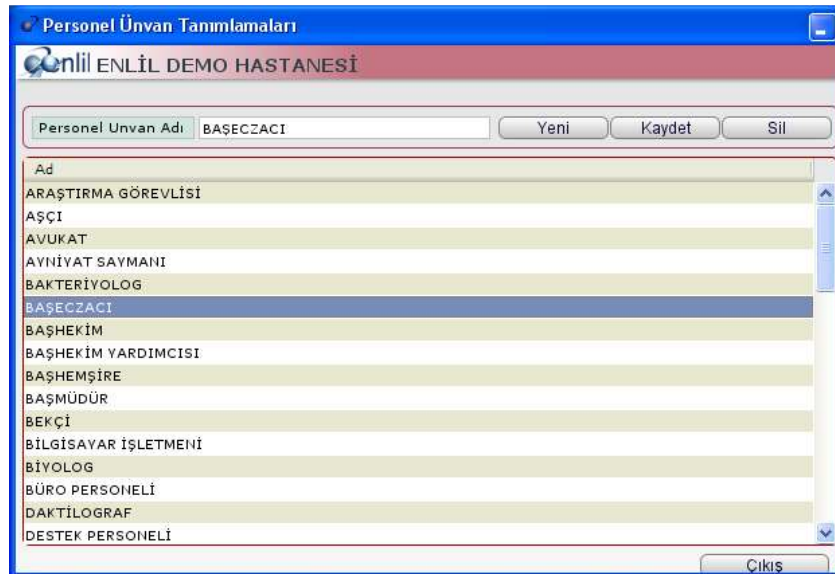 Personel Ünvan Tanımlamaları
enlil ENLİL DEMO HASTANESİ
Personel Unvan Adı BAŞECZACI Yeni Kaydet Sil
Ad
ARAŞTIRMA GÖREVLİSİ
AŞÇI
AVUKAT
AYNİYAT SAYMANI
BAKTERİYOLOG
BAŞECZACI
BAŞHEKİM
BAŞHEKİM YARDIMCISI
BAŞHEMŞİRE
BAŞMÜDÜR
BEKÇİ
BİLGİSAYAR İŞLETMENİ
BİYOLOG
BÜRO PERSONELİ
DAKTİLOGRAF
DESTEK PERSONELİ
Çıkış